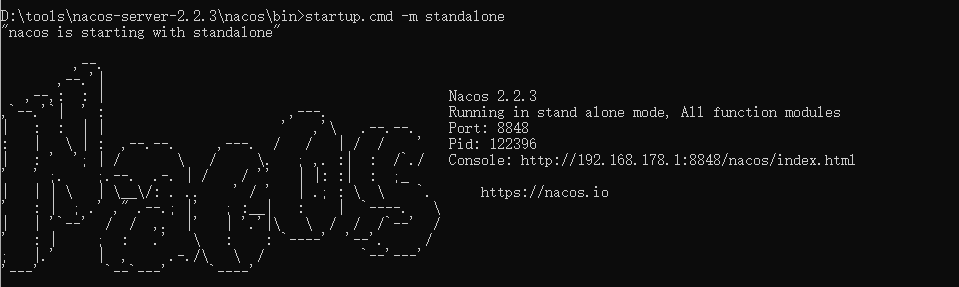 D:\tools\nacos-server-2.2.3\nacos\bin>startup.cmd -m standalone
"nacos is starting with standalone"
Nacos
Nacos 2.2.3
Running in stand alone mode, All function modules
Port: 8848
Pid: 122396
Console: http://192.168.178.1:8848/nacos/index.html
https://nacos.io